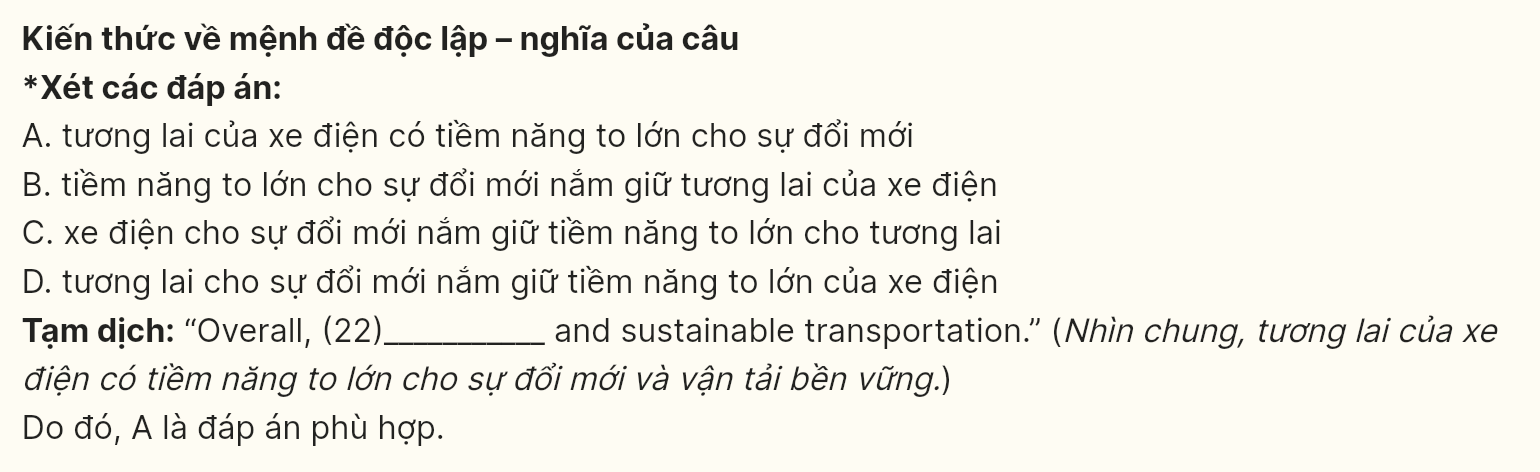 Kiến thức về mệnh đề độc lập – nghĩa của câu
*Xét các đáp án:
A. tương lai của xe điện có tiềm năng to lớn cho sự đổi mới
B. tiềm năng to lớn cho sự đổi mới nắm giữ tương lai của xe điện
C. xe điện cho sự đổi mới nắm giữ tiềm năng to lớn cho tương lai
D. tương lai cho sự đổi mới nắm giữ tiềm năng to lớn của xe điện
Tạm dịch: “Overall, (22)___________ and sustainable transportation.” (Nhìn chung, tương lai của xe
điện có tiềm năng to lớn cho sự đổi mới và vận tải bền vững.)
Do đó, A là đáp án phù hợp.